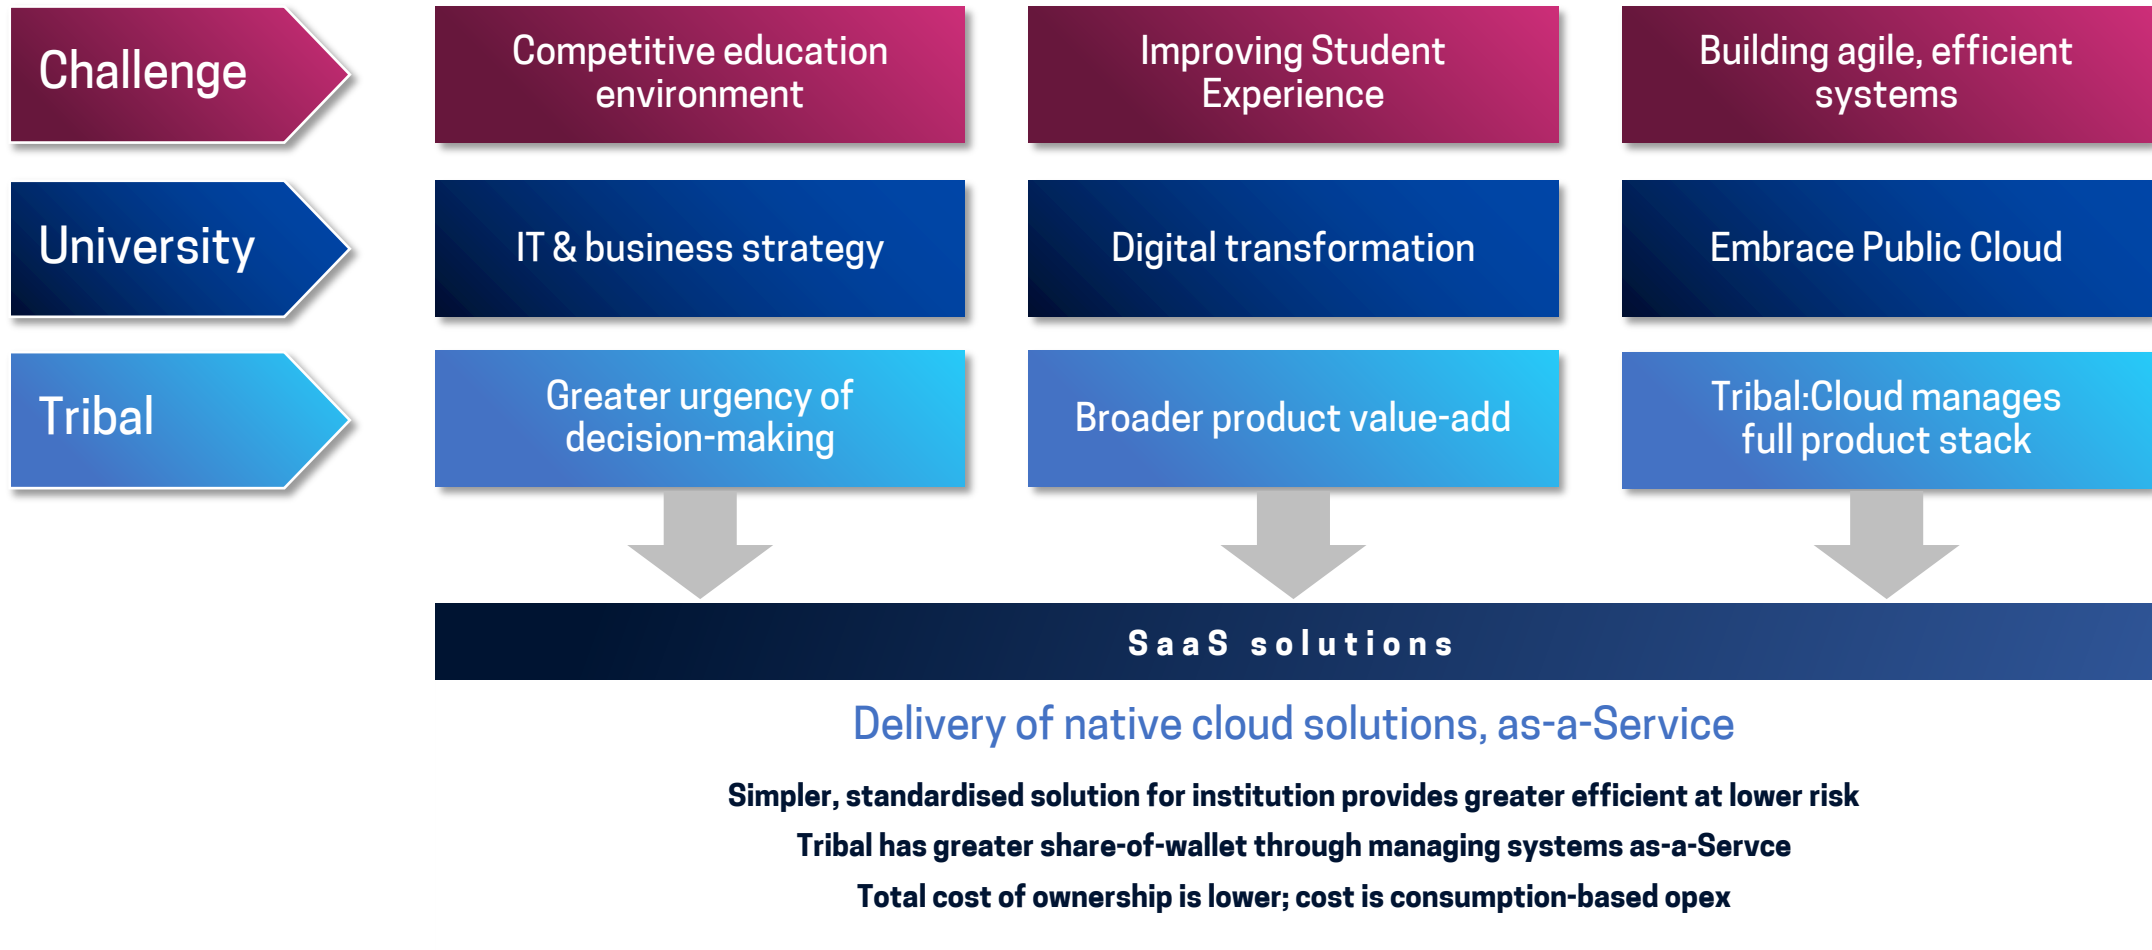 Challenge
Competitive education
environment
Improving Student
Experience
Building agile, efficient
systems
University
IT & business strategy
Digital transformation
Embrace Public Cloud
Tribal
Greater urgency of
decision-making
Broader product value-add
Tribal:Cloud manages
full product stack
SaaS solutions
Delivery of native cloud solutions, as-a-Service
Simpler, standardised solution for institution provides greater efficient at lower risk
Tribal has greater share-of-wallet through managing systems as-a-Servce
Total cost of ownership is lower; cost is consumption-based opex